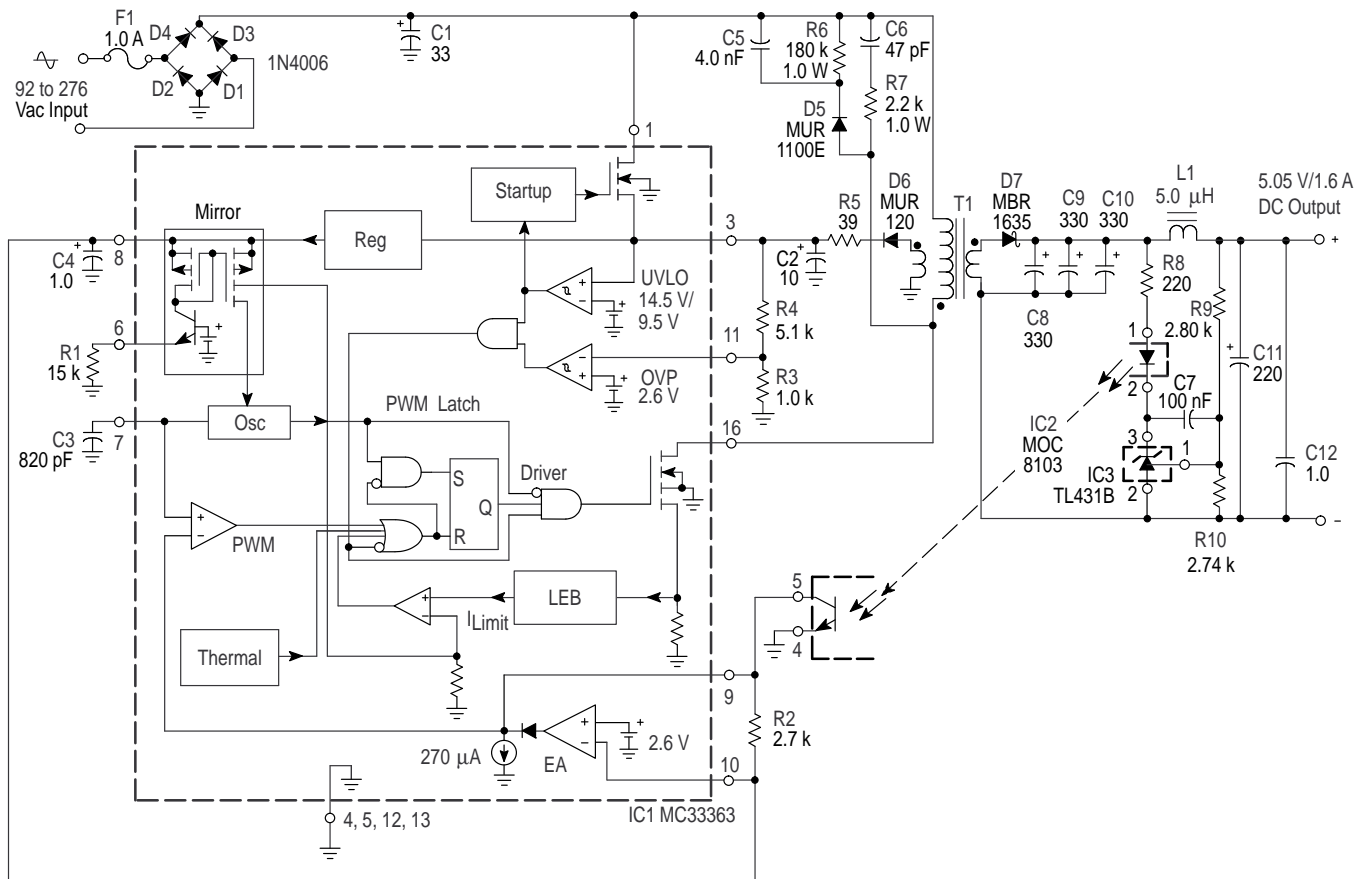 F1
1.0 A
D4
D3
D2
D1
1N4006
92 to 276
Vac Input
C1
33
C5
4.0 nF
R6
180 k
1.0 W
C6
47 pF
R7
2.2 k
1.0 W
D5
MUR
1100E
1
Startup
Mirror
Reg
8
C4
1.0
3
R5
39
D6
MUR
120
T1
D7
MBR
1635
C9
330
C10
330
L1
5.0 µH
5.05 V/1.6 A
DC Output
+
C2
10
UVLO
14.5 V/
9.5 V
R4
5.1 k
C8
330
R8
220
R9
2.80 k
6
R1
15 k
11
OVP
2.6 V
R3
1.0 k
1
2
C7
100 nF
C11
220
C3
820 pF
7
Osc
PWM Latch
16
IC2
MOC
8103
3
1
IC3
TL431B
2
C12
1.0
S
Q
R
Driver
PWM
R10
2.74 k
–
LEB
ILimit
5
4
Thermal
9
R2
2.7 k
270 µA
EA
2.6 V
10
IC1 MC33363
4, 5, 12, 13